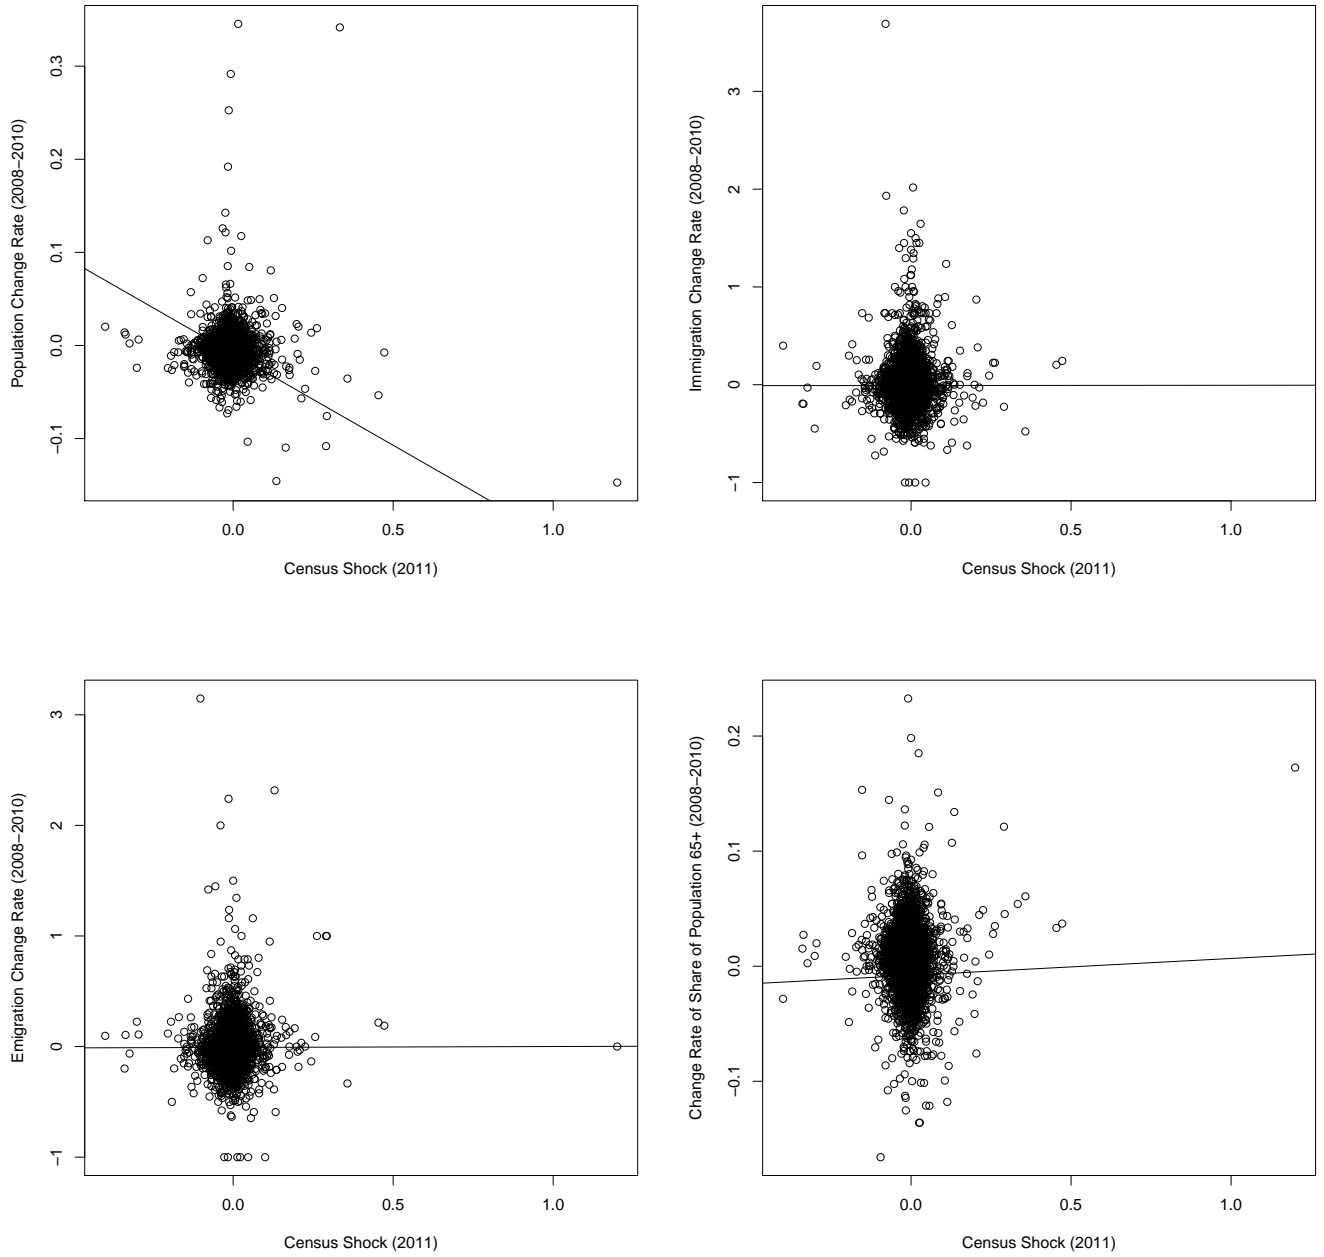 Population Change Rate (2008−2010)
−0.1 0.0 0.1 0.2 0.3
0.0 0.5 1.0
Census Shock (2011)
Immigration Change Rate (2008−2010)
−1 0 1 2 3
0.0 0.5 1.0
Census Shock (2011)
Emigration Change Rate (2008−2010)
−1 0 1 2 3
0.0 0.5 1.0
Census Shock (2011)
Change Rate of Share of Population 65+ (2008−2010)
−0.1 0.0 0.1 0.2
0.0 0.5 1.0
Census Shock (2011)